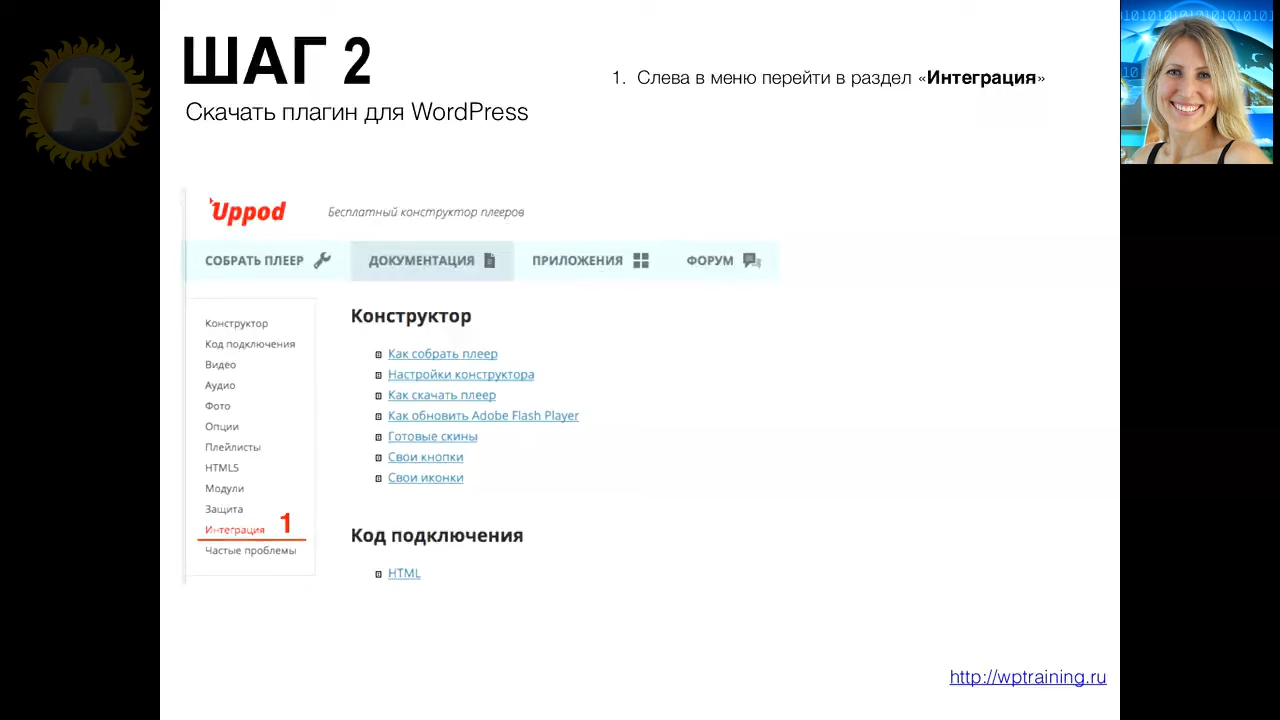 ШАГ 2
Скачать плагин для WordPress
1. Слева в меню перейти в раздел «Интеграция»
A
Uppod
Бесплатный конструктор плееров
СОБРАТЬ ПЛЕЕР
ДОКУМЕНТАЦИЯ
ПРИЛОЖЕНИЯ
ФОРУМ
Конструктор
Код подключения
Видео
Аудио
Фото
Опции
Плейлисты
HTML5
Модули
Защита
Интеграция 1
Частые проблемы
Конструктор
Как собрать плеер
Настройки конструктора
Как скачать плеер
Как обновить Adobe Flash Player
Готовые скины
Свои кнопки
Свои иконки
Код подключения
HTML
http://wptraining.ru